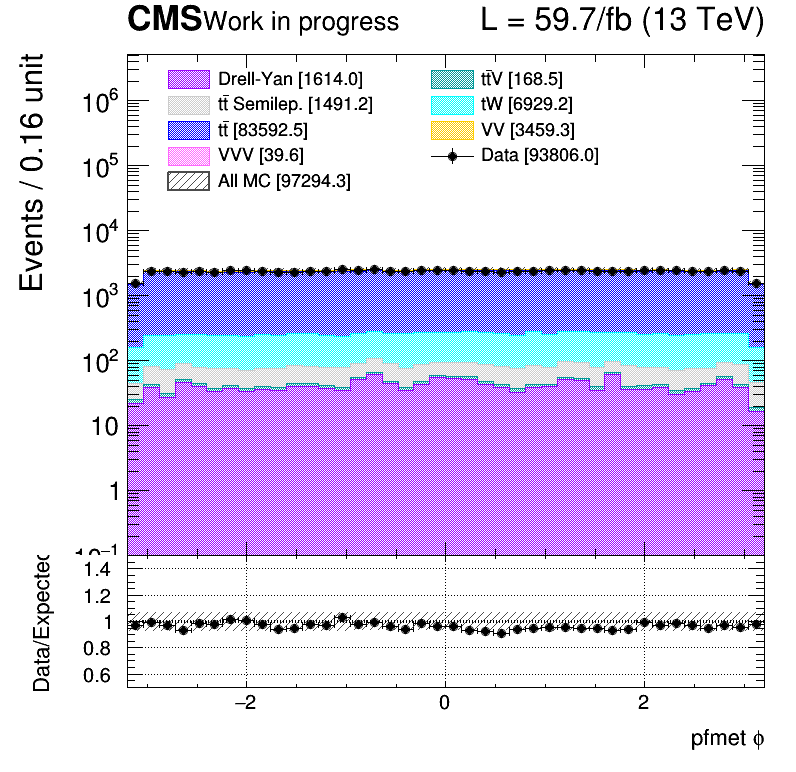 CMS Work in progress L = 59.7/fb (13 TeV)
Events / 0.16 unit
Drell-Yan [1614.0]
tt̄ Semilep. [1491.2]
tt̄ [83592.5]
VVV [39.6]
All MC [97294.3]
tt̄V [168.5]
tW [6929.2]
VV [3459.3]
Data [93806.0]
10⁶
10⁵
10⁴
10³
10²
10
1
10⁻¹
Data/Expected
1.4
1.2
1
0.8
0.6
−2 0 2
pfmet ϕ